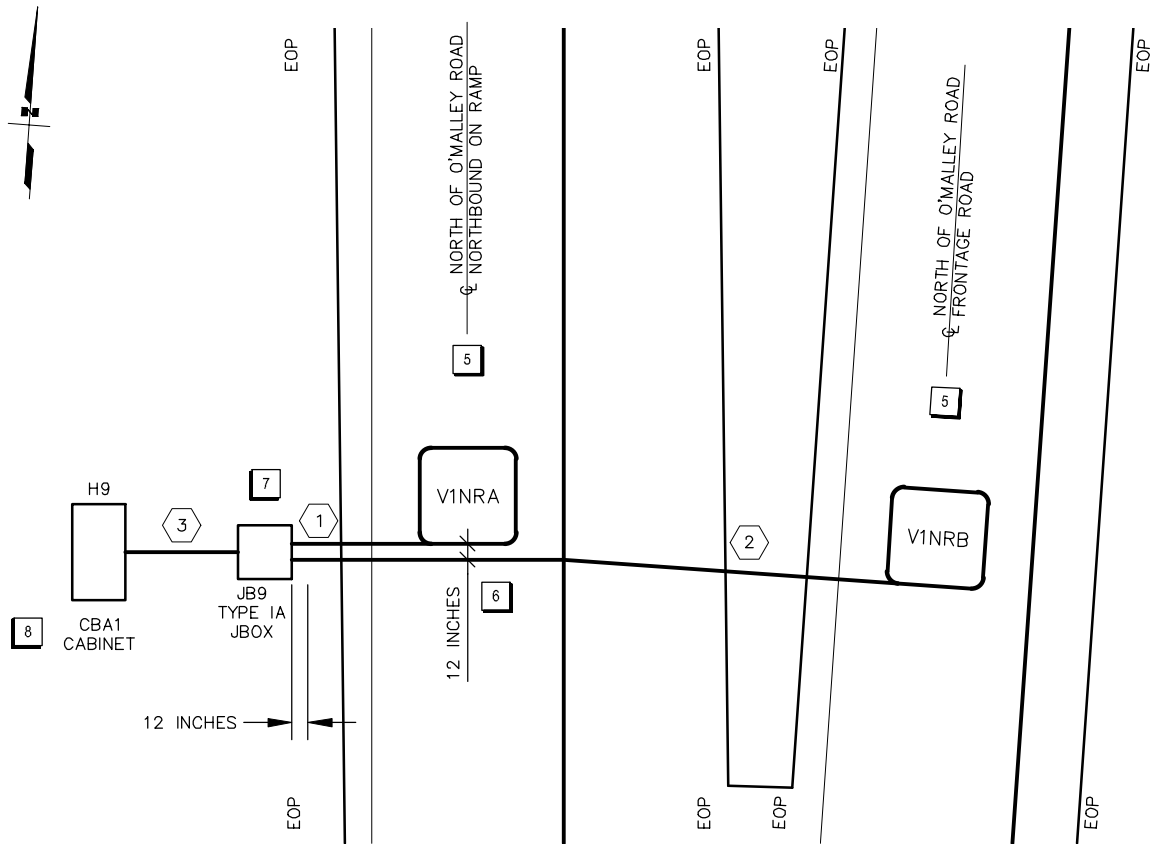 EOP
EOP
EOP
EOP
NORTH OF O'MALLEY ROAD
℄ NORTHBOUND ON RAMP
NORTH OF O'MALLEY ROAD
℄ FRONTAGE ROAD
5
5
H9
7
V1NRA
3
1
2
V1NRB
JB9
TYPE IA
JBOX
6
8
CBA1
CABINET
12 INCHES
12 INCHES
EOP
EOP
EOP
EOP